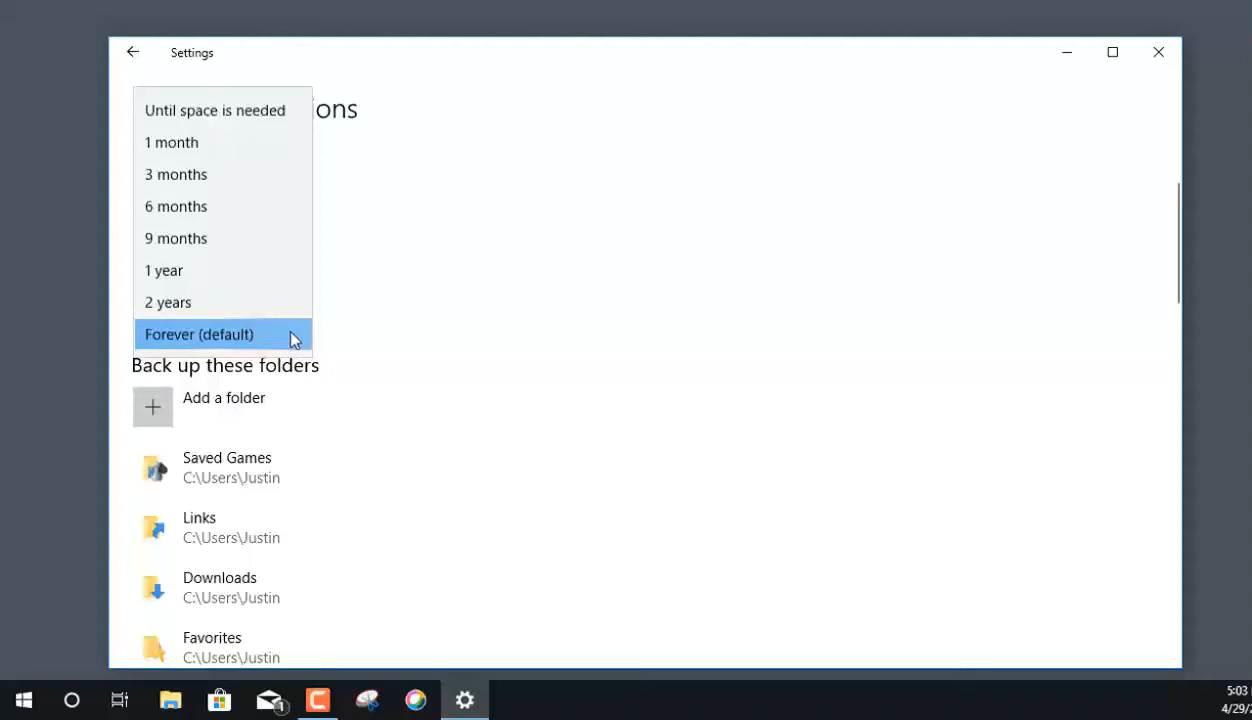 Settings
ions
Until space is needed
1 month
3 months
6 months
9 months
1 year
2 years
Forever (default)
Back up these folders
Add a folder
Saved Games
C:\Users\Justin
Links
C:\Users\Justin
Downloads
C:\Users\Justin
Favorites
C:\Users\Justin
1
5:03
4/29/2